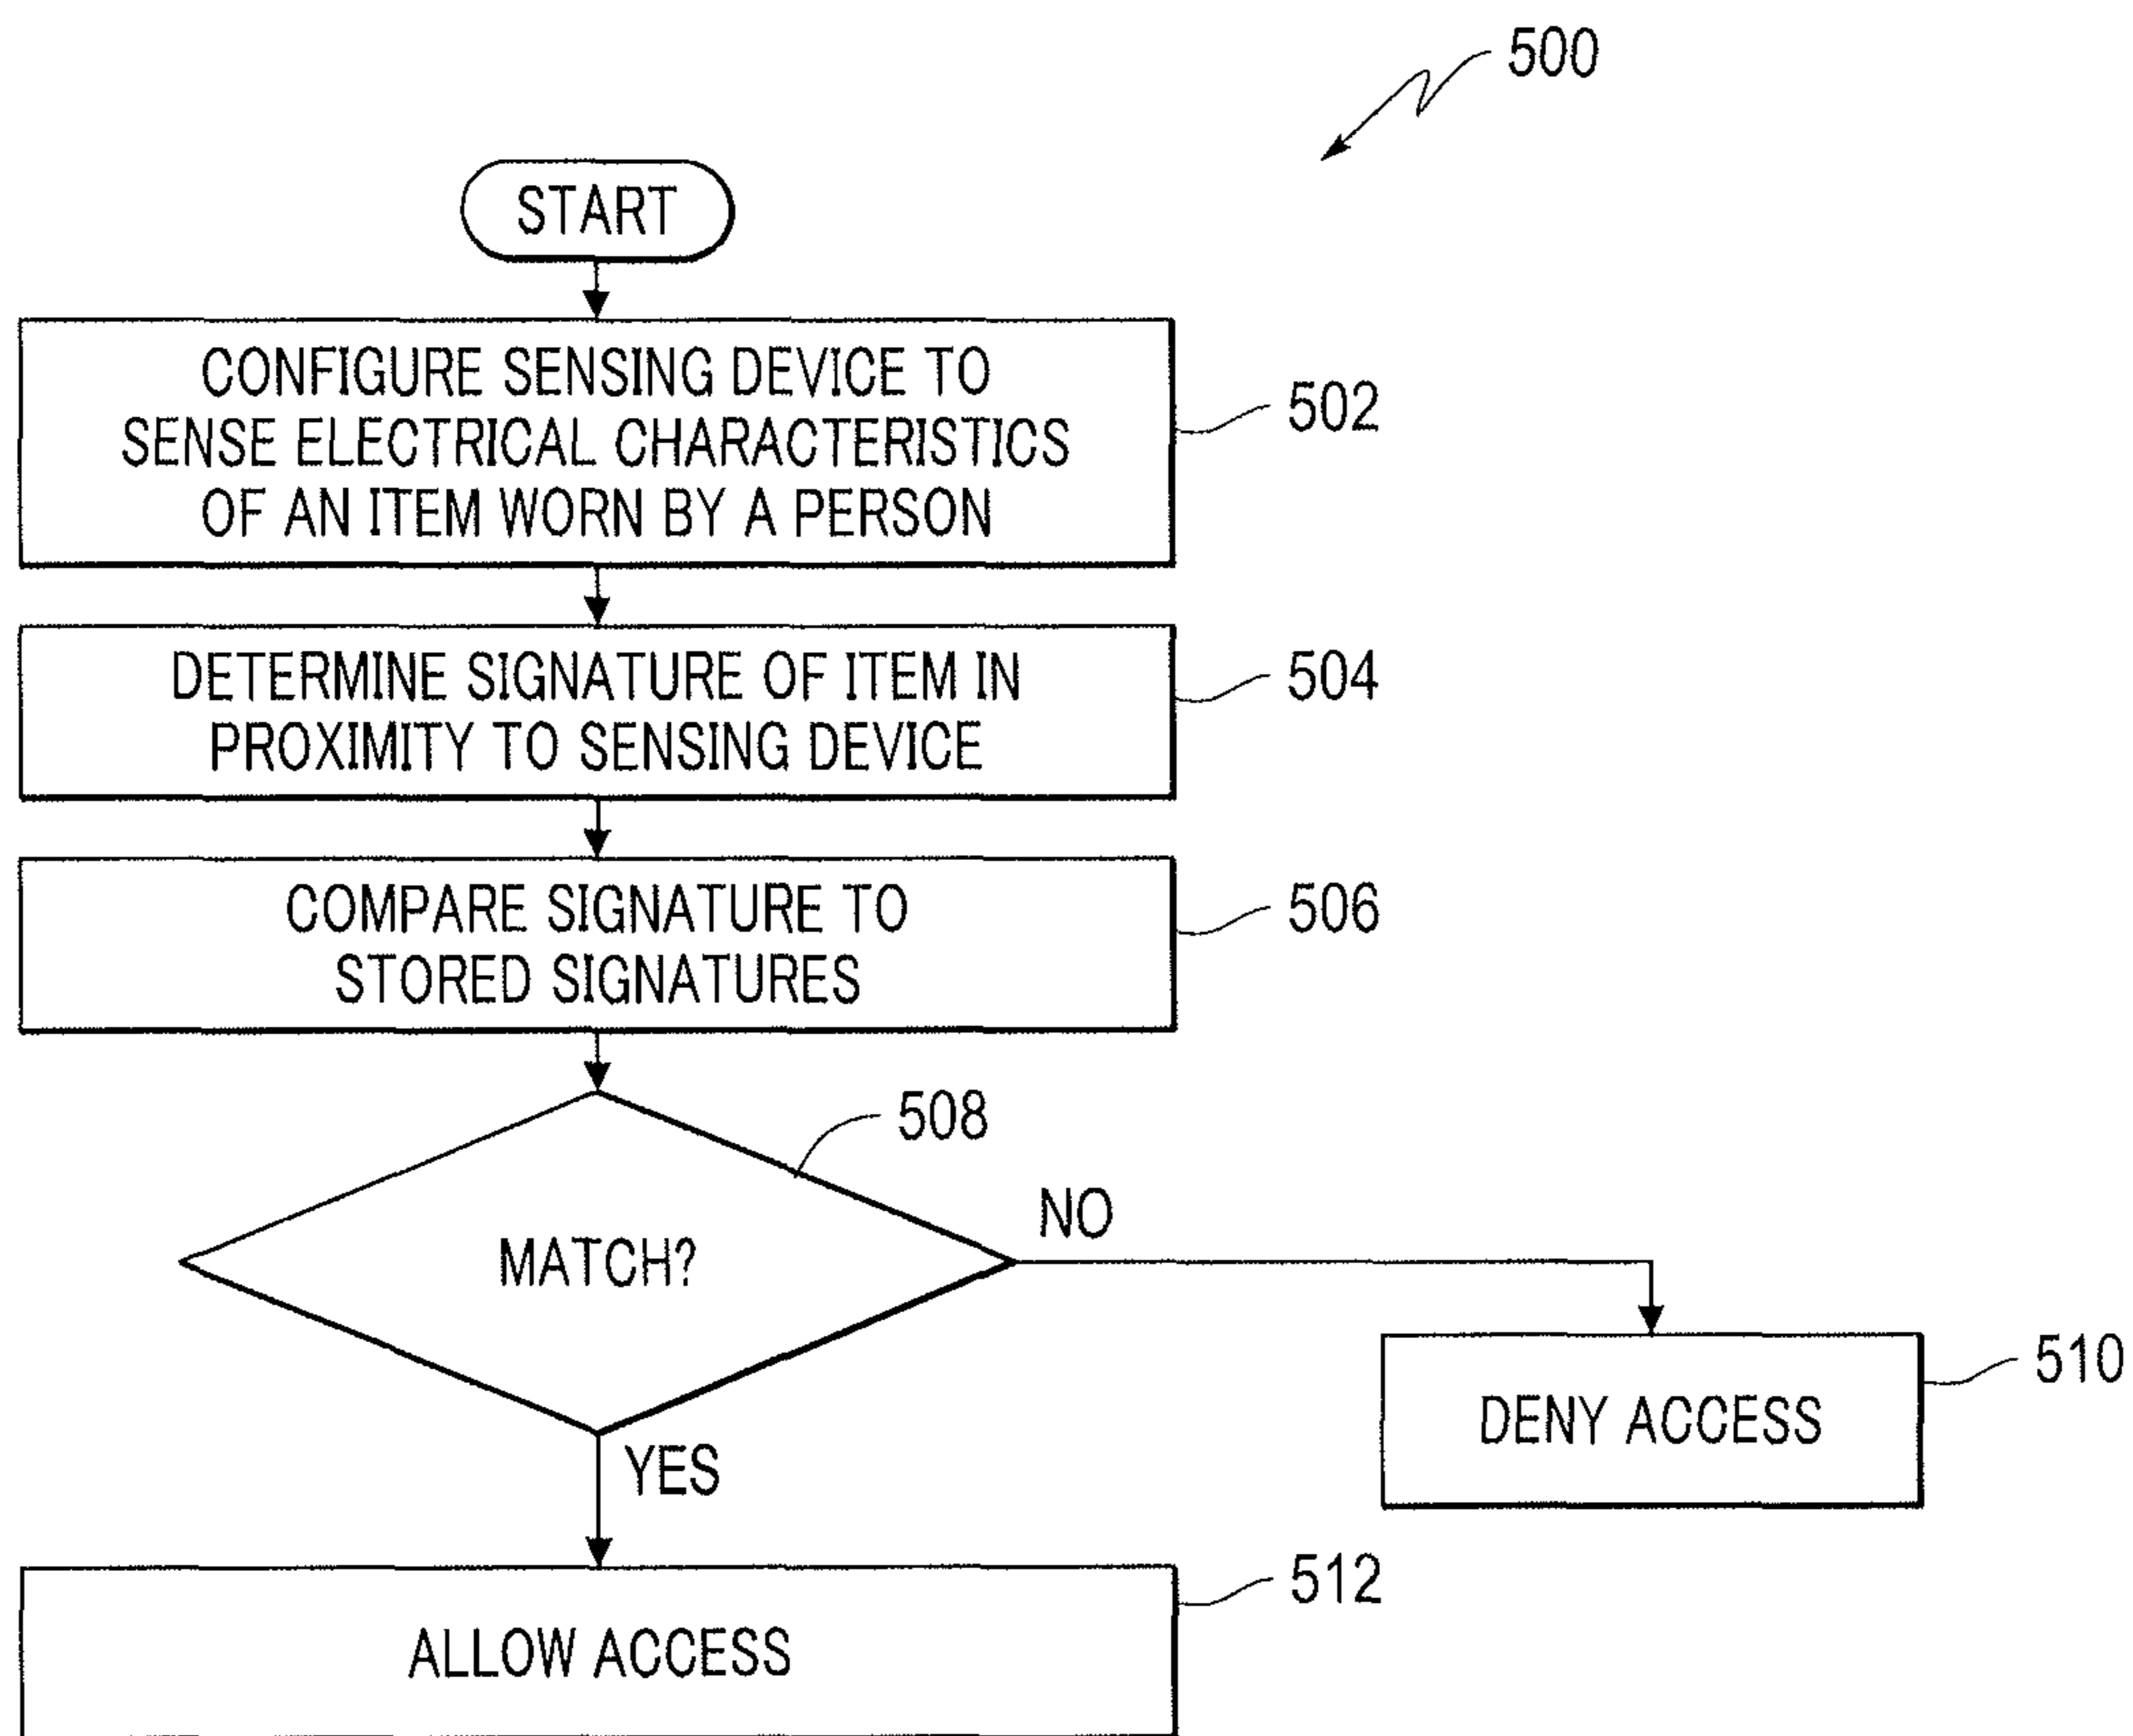 500
START
CONFIGURE SENSING DEVICE TO
SENSE ELECTRICAL CHARACTERISTICS
OF AN ITEM WORN BY A PERSON
502
DETERMINE SIGNATURE OF ITEM IN
PROXIMITY TO SENSING DEVICE
504
COMPARE SIGNATURE TO
STORED SIGNATURES
506
508
MATCH?
NO
YES
DENY ACCESS
510
ALLOW ACCESS
512